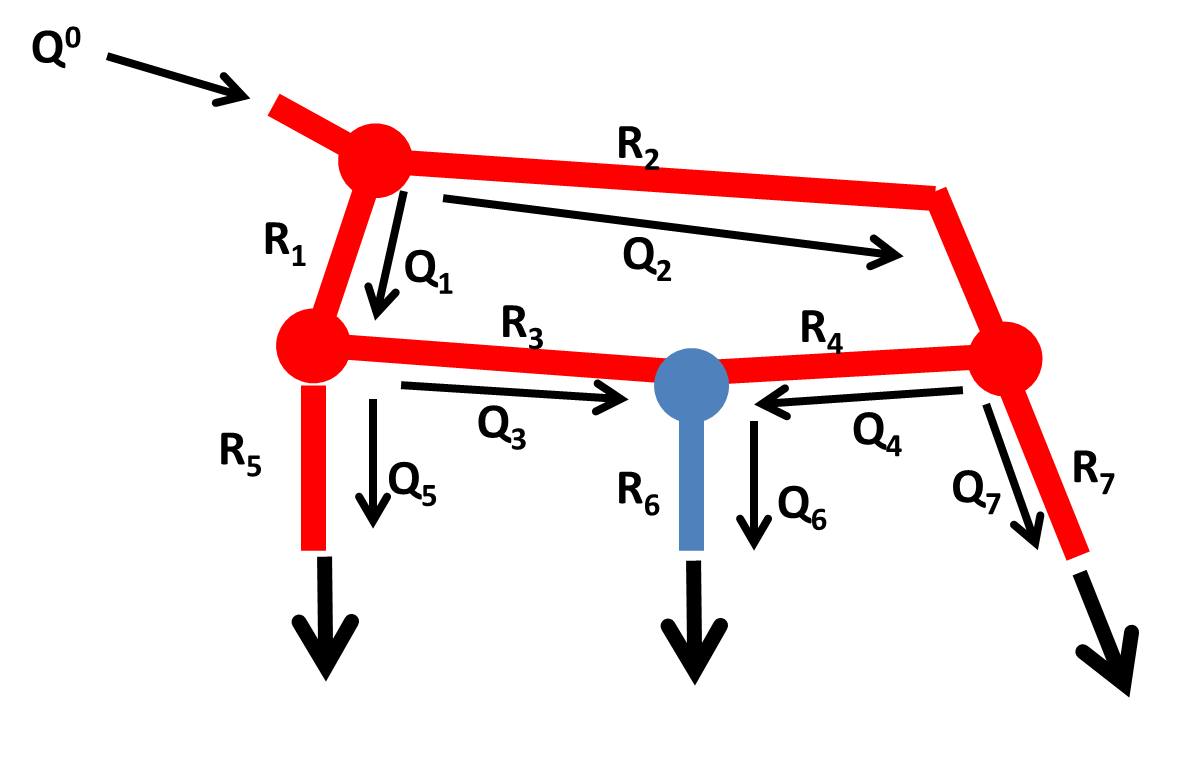 Q⁰
R₂
R₁
Q₂
Q₁
R₃
R₄
Q₃
Q₄
R₅
Q₅
R₆
Q₆
Q₇
R₇